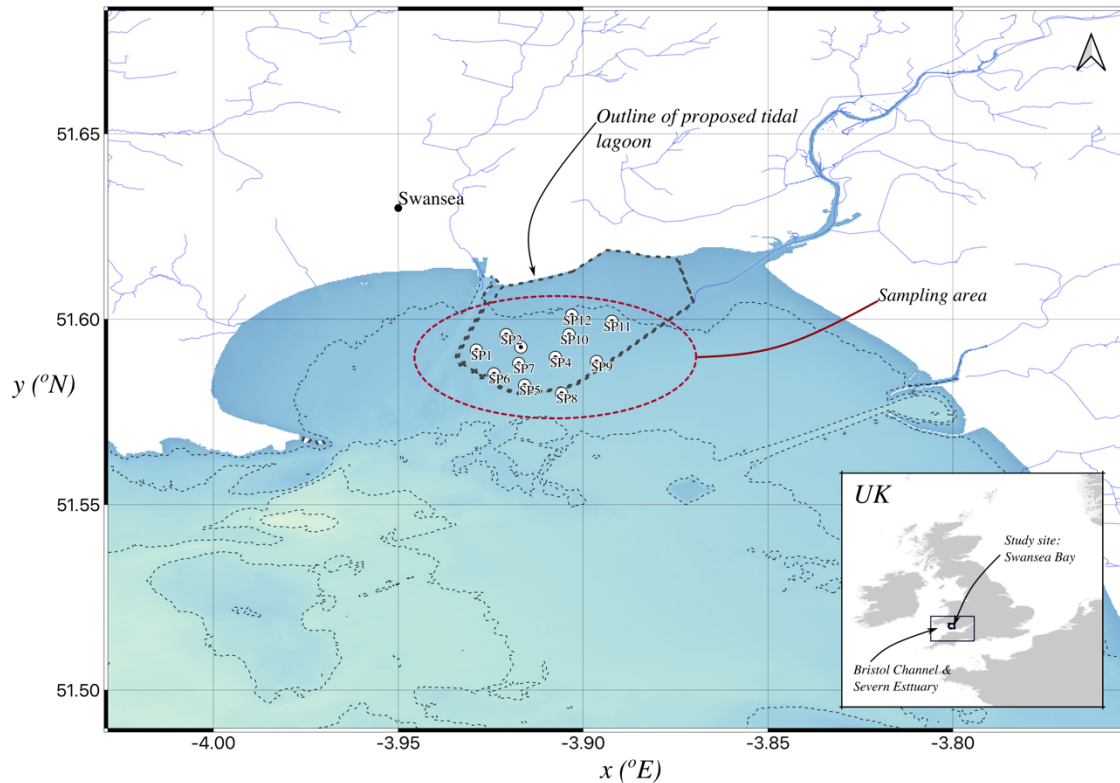 51.65
51.60
51.55
51.50
y (°N)
-4.00
-3.95
-3.90
-3.85
-3.80
x (°E)
Outline of proposed tidal
lagoon
Swansea
Sampling area
SP12
SP11
SP2
SP10
SP1
SP7
SP4
SP9
SP6
SP5
SP8
UK
Study site:
Swansea Bay
Bristol Channel &
Severn Esttuary